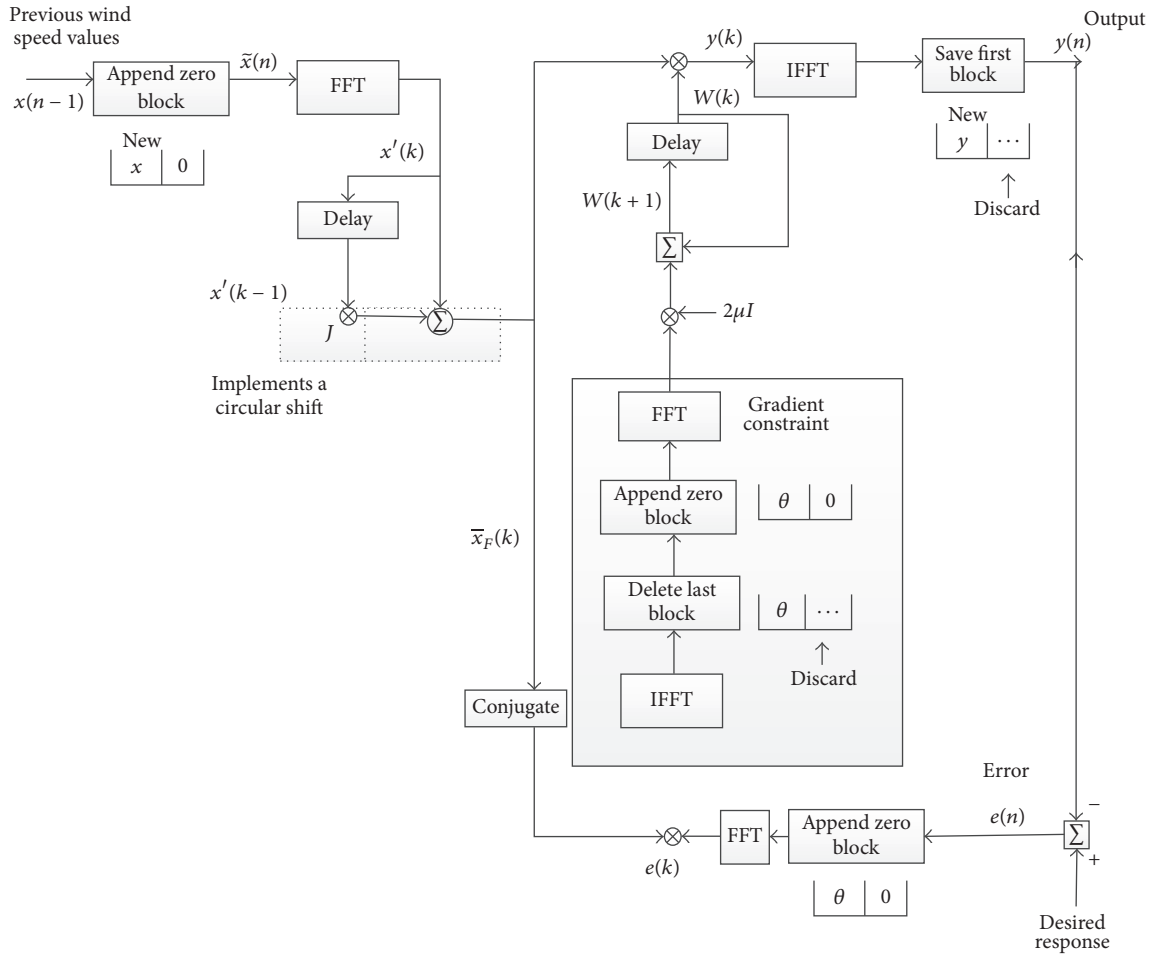 Previous wind
speed values
x(n − 1)
Append zero
block
x̃(n)
FFT
New
x 0
x′(k)
Delay
x′(k − 1)
J
∑
Implements a
circular shift
y(k)
IFFT
Save first
block
Output
y(n)
New
y ⋯
Discard
W(k)
Delay
W(k + 1)
∑
2μI
FFT
Gradient
constraint
Append zero
block
θ 0
Delete last
block
θ ⋯
Discard
IFFT
x̅F(k)
Conjugate
Error
e(k)
FFT
Append zero
block
θ 0
e(n)
−
∑
+
Desired
response